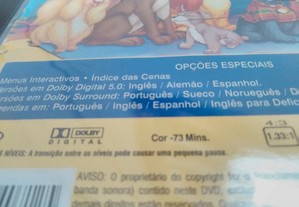 OPÇÕES ESPECIAIS
Menus Interactivos • Índice das Cenas
ersões em Dolby Digital 5.0: Inglês / Alemão / Espanhol.
ersões em Dolby Surround: Português / Sueco / Norueguês / D
endas em: Português / Inglês / Espanhol / Inglês para Defic
DOLBY
DIGITAL
Cor -73 Mins.
4:3
1.33:1
NÍVEIS: A transição entre os níveis pode causar uma pequena pausa.
AVISO: O proprietário do copyright
banda sonora) contido neste DVD,
demais direitos estão